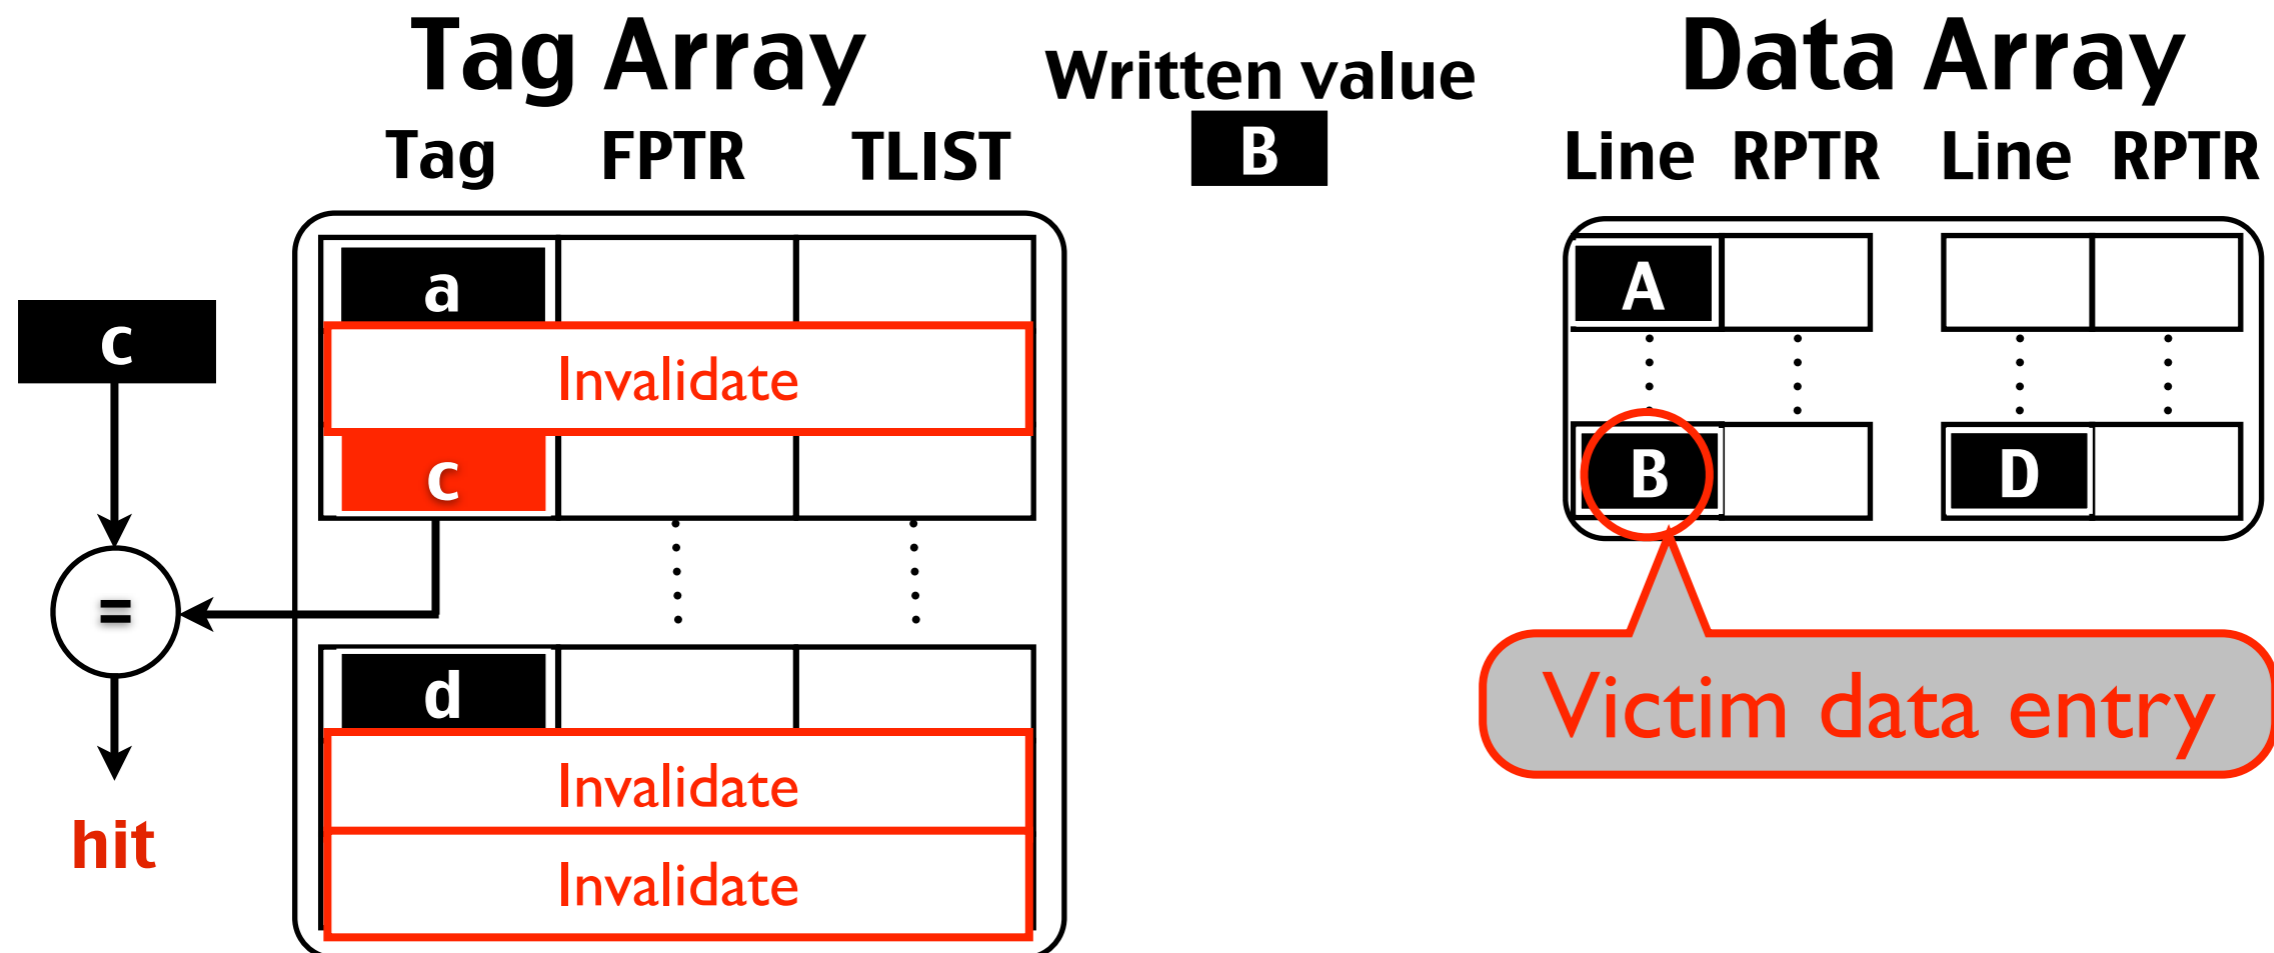 Tag Array
Written value
Data Array
Tag FPTR TLIST
B
Line RPTR Line RPTR
a
A
c
Invalidate
c
B
D
=
d
Victim data entry
Invalidate
hit
Invalidate